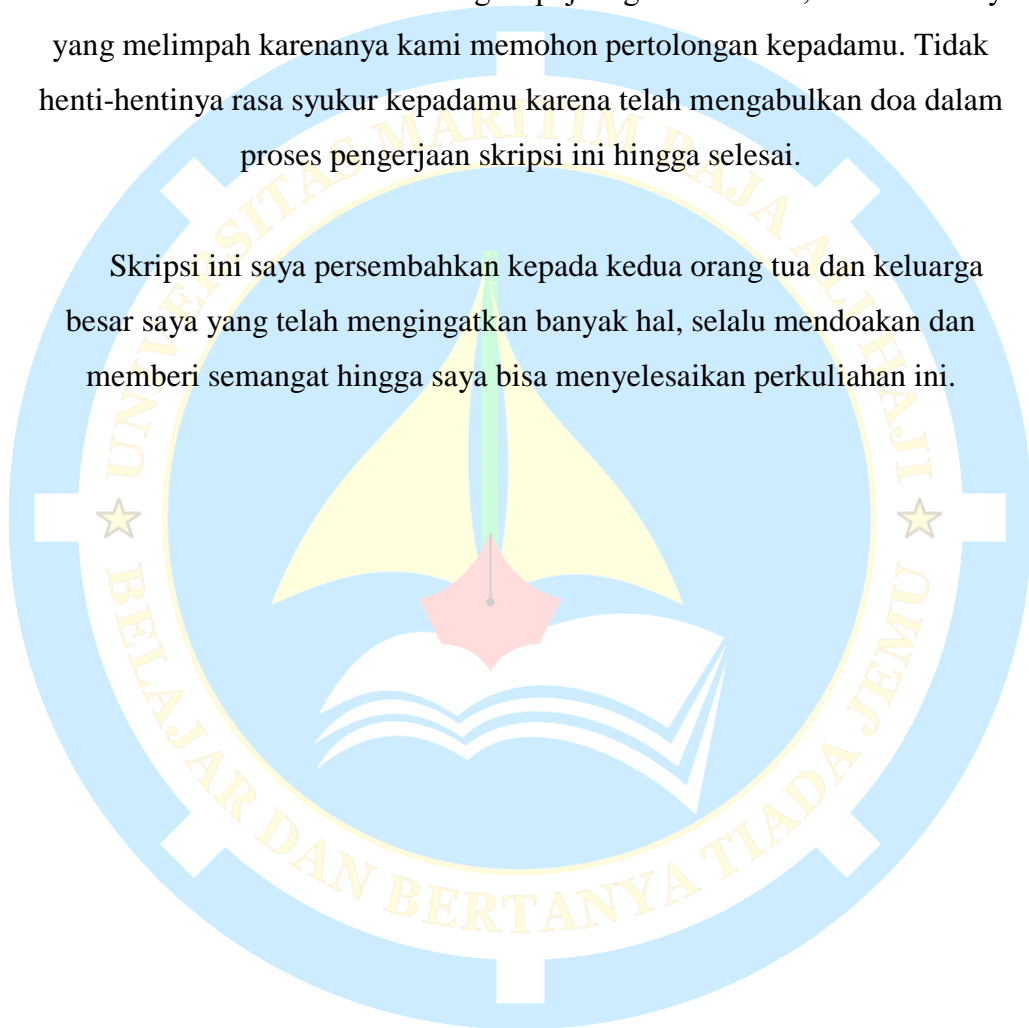 yang melimpah karenanya kami memohon pertolongan kepadamu. Tidak
henti-hentinya rasa syukur kepadamu karena telah mengabulkan doa dalam
proses pengerjaan skripsi ini hingga selesai.
Skripsi ini saya persembahkan kepada kedua orang tua dan keluarga
besar saya yang telah mengingatkan banyak hal, selalu mendoakan dan
memberi semangat hingga saya bisa menyelesaikan perkuliahan ini.
UNIVERSITAS MARITIM RAJA ALI HAJI
BELAJAR DAN BERTANYA TIADA JEMU